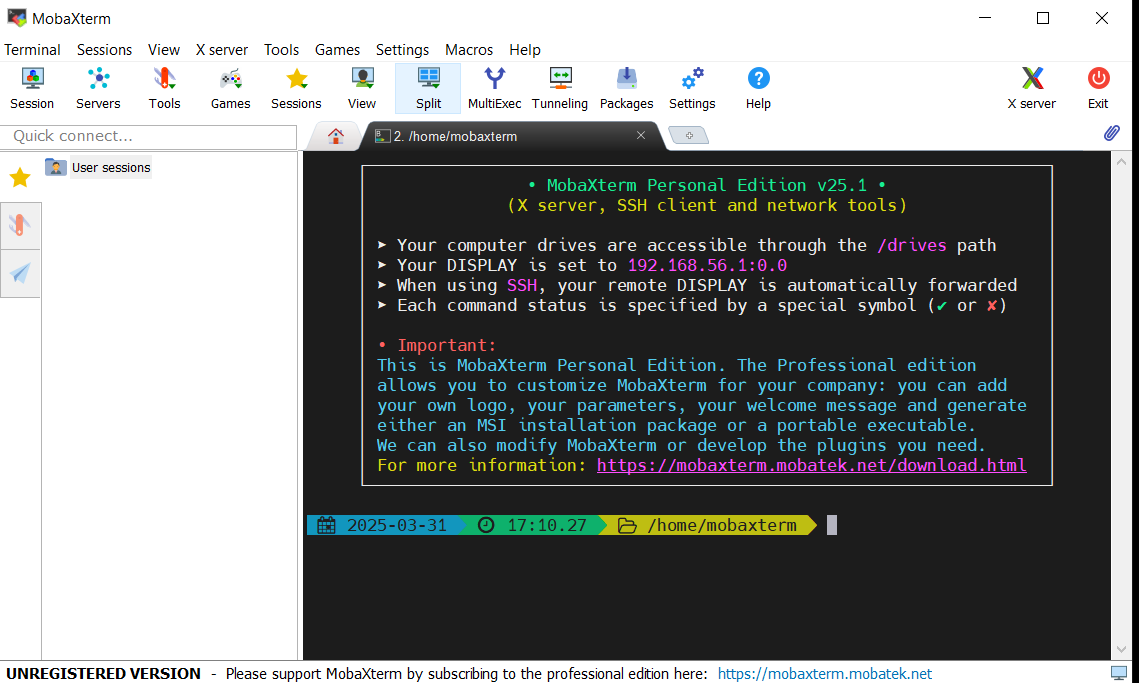 MobaXterm
Terminal Sessions View X server Tools Games Settings Macros Help
Session Servers Tools Games Sessions View Split MultiExec Tunneling Packages Settings Help X server Exit
Quick connect...
2. /home/mobaxterm
User sessions
• MobaXterm Personal Edition v25.1 •
(X server, SSH client and network tools)
➤ Your computer drives are accessible through the /drives path
➤ Your DISPLAY is set to 192.168.56.1:0.0
➤ When using SSH, your remote DISPLAY is automatically forwarded
➤ Each command status is specified by a special symbol (✔ or ✘)
• Important:
This is MobaXterm Personal Edition. The Professional edition
allows you to customize MobaXterm for your company: you can add
your own logo, your parameters, your welcome message and generate
either an MSI installation package or a portable executable.
We can also modify MobaXterm or develop the plugins you need.
For more information: https://mobaxterm.mobatek.net/download.html
2025-03-31 17:10.27 /home/mobaxterm
UNREGISTERED VERSION - Please support MobaXterm by subscribing to the professional edition here: https://mobaxterm.mobatek.net